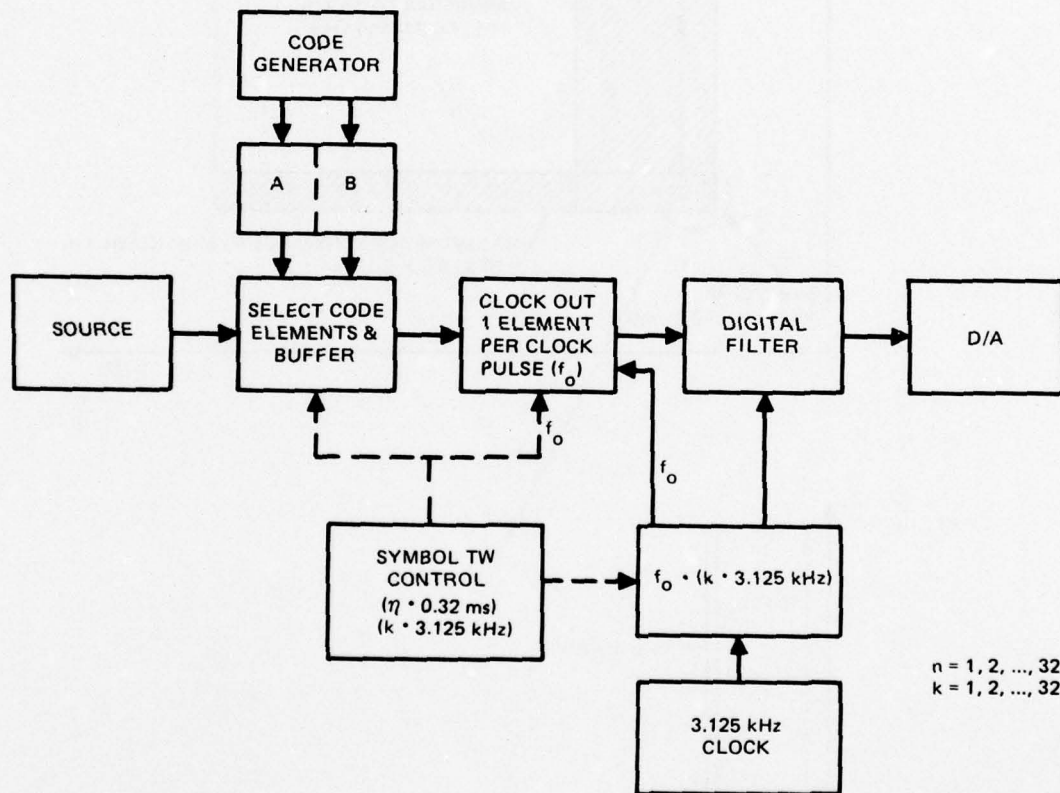 CODE
GENERATOR
A
B
SOURCE
SELECT CODE
ELEMENTS &
BUFFER
CLOCK OUT
1 ELEMENT
PER CLOCK
PULSE (fo)
DIGITAL
FILTER
D/A
fo
fo
SYMBOL TW
CONTROL
(η • 0.32 ms)
(k • 3.125 kHz)
fo • (k • 3.125 kHz)
n = 1, 2, ..., 32
k = 1, 2, ..., 32
3.125 kHz
CLOCK